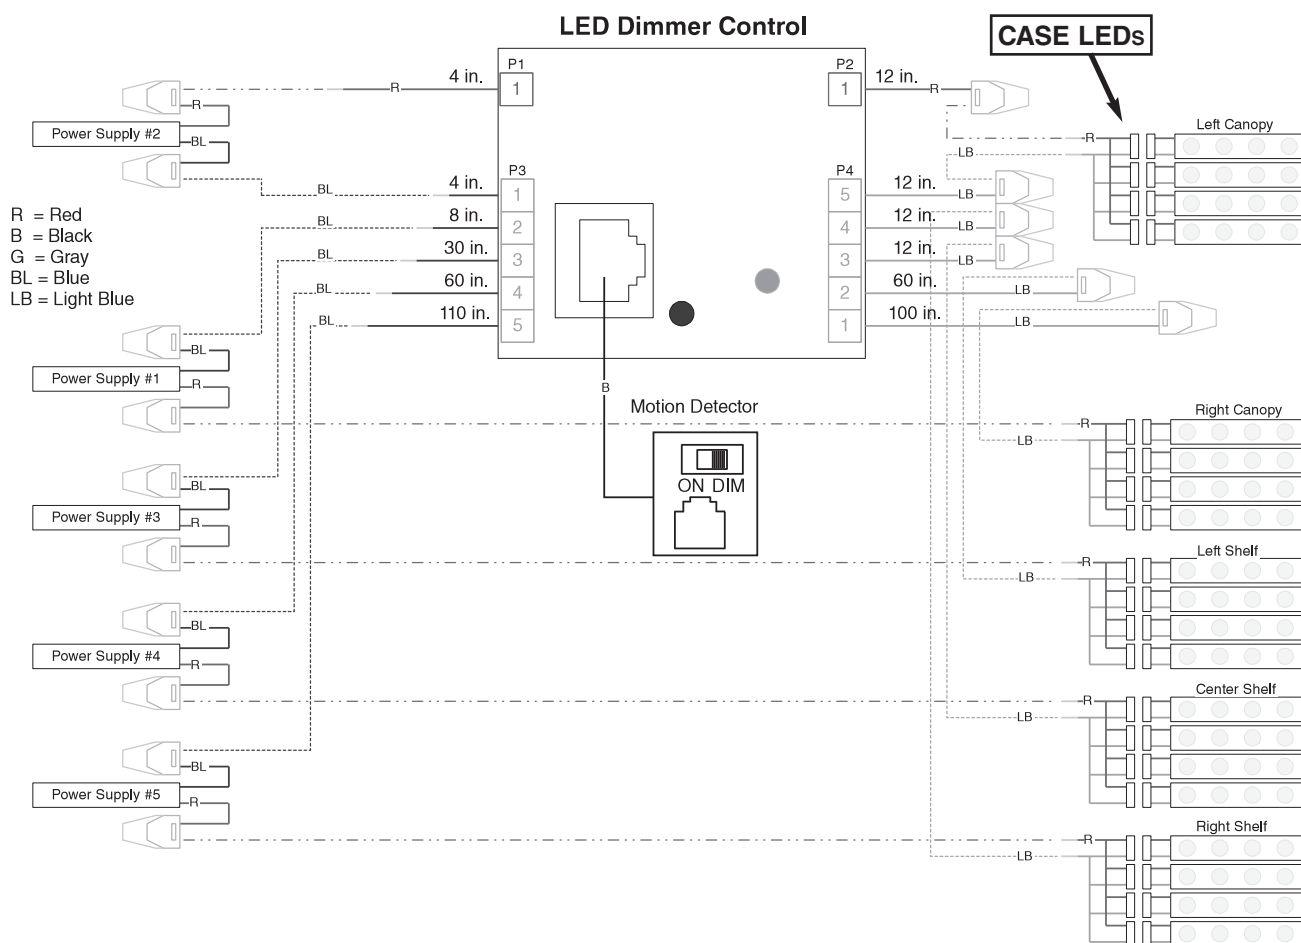 LED Dimmer Control
CASE LEDs
P1
1
4 in.
R
P2
1
12 in.
R
Left Canopy
R
LB
R
Power Supply #2
BL
P3
1
2
3
4
5
4 in.
8 in.
30 in.
60 in.
110 in.
BL
BL
BL
BL
BL
P4
5
4
3
2
1
12 in.
12 in.
12 in.
60 in.
100 in.
LB
LB
LB
LB
LB
R = Red
B = Black
G = Gray
BL = Blue
LB = Light Blue
BL
Power Supply #1
R
B
Motion Detector
ON DIM
Right Canopy
R
LB
BL
Power Supply #3
R
Left Shelf
R
LB
BL
Power Supply #4
R
Center Shelf
R
LB
BL
Power Supply #5
R
Right Shelf
R
LB